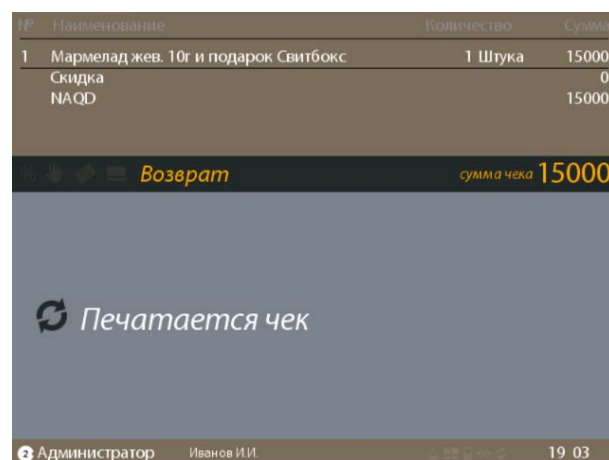 № Наименование Количество Сумма
1 Мармелад жев. 10г и подарок Свитбокс 1 Штука 15000
Скидка 0
NAQD 15000
% Возврат сумма чека 15000
Печатается чек
2 Администратор Иванов И.И. 19 03